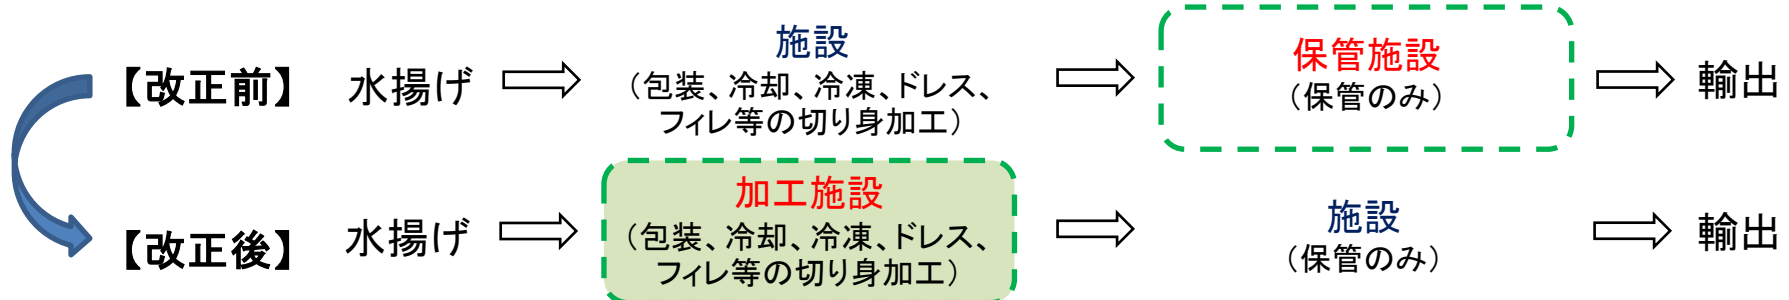 【改正前】
水揚げ
施設
（包装、冷却、冷凍、ドレス、
フィレ等の切り身加工）
保管施設
（保管のみ）
輸出
【改正後】
水揚げ
加工施設
（包装、冷却、冷凍、ドレス、
フィレ等の切り身加工）
施設
（保管のみ）
輸出